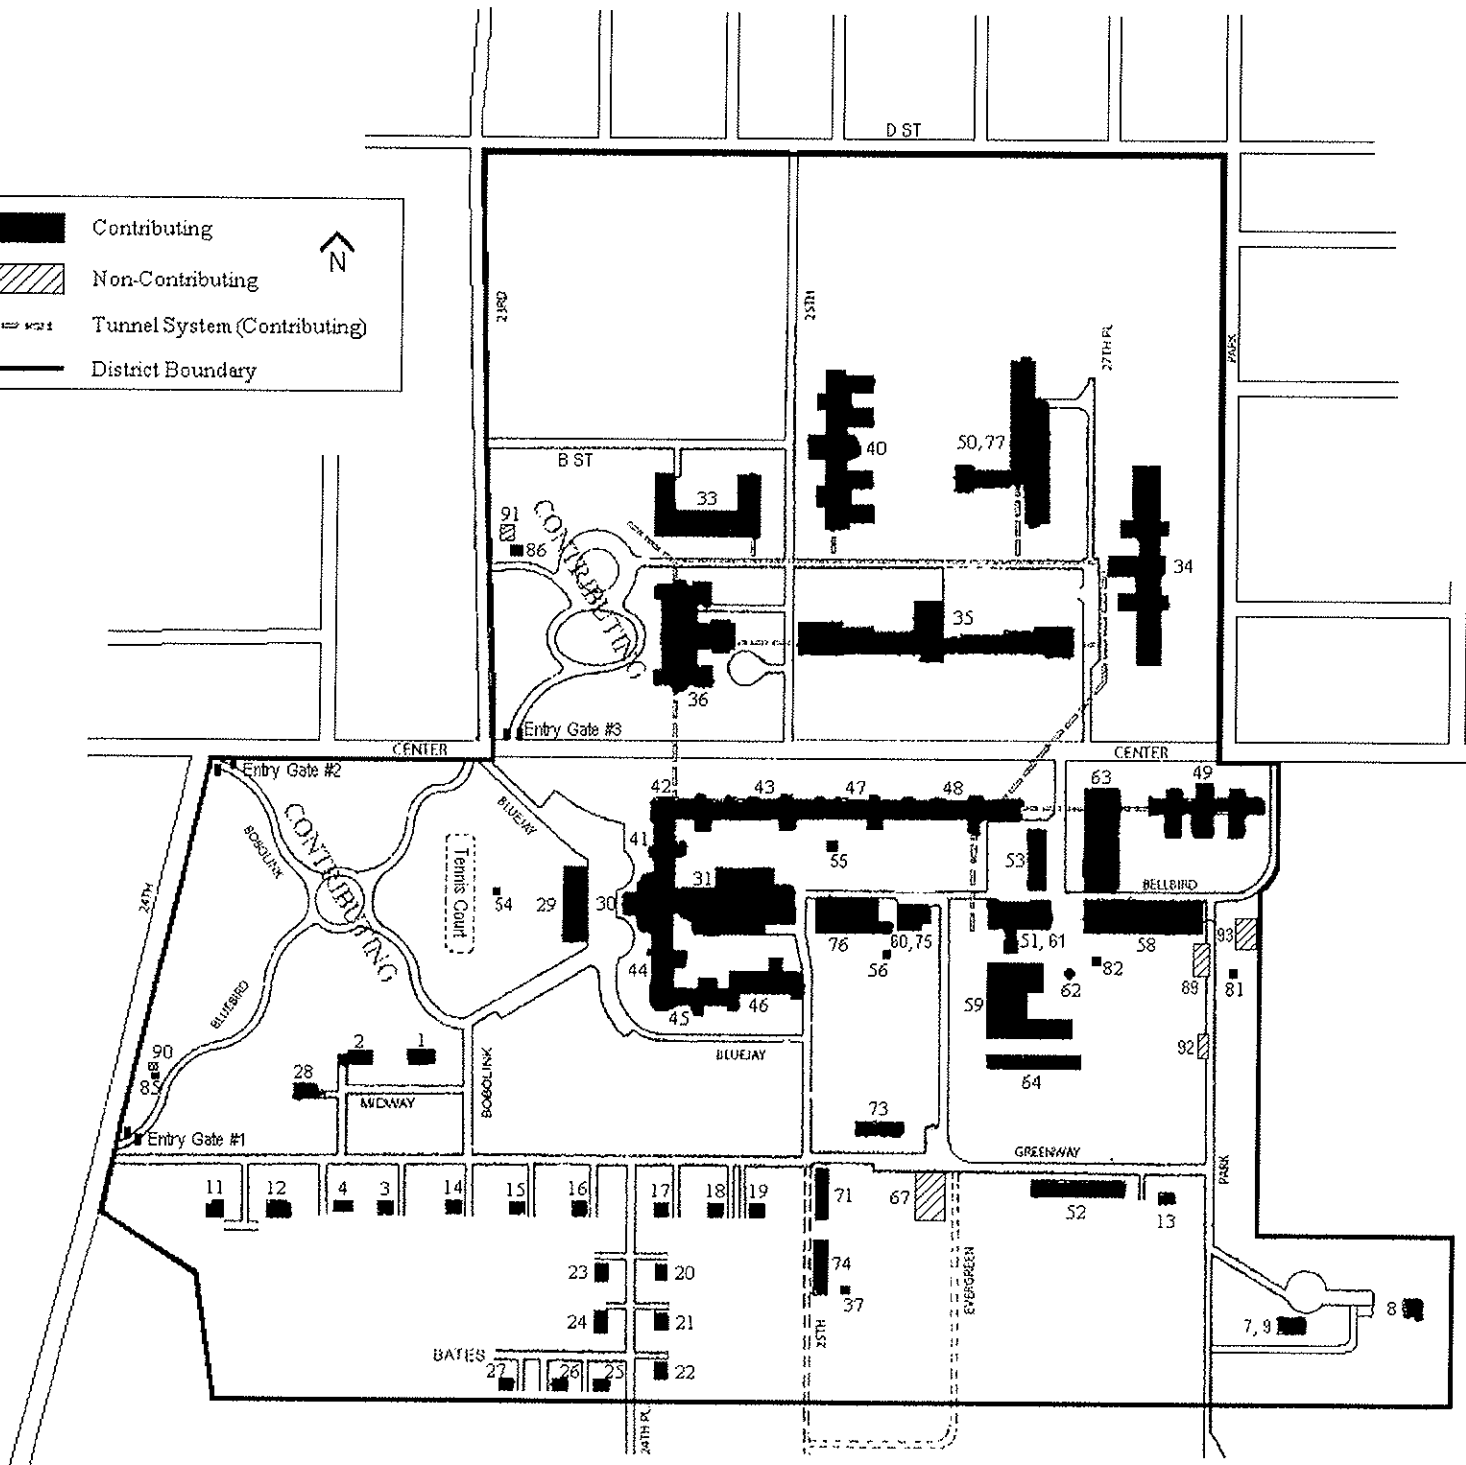 D ST
Contributing
N
Non-Contributing
Tunnel System (Contributing)
District Boundary
23RD
25TH
27TH PL
PARK
40
50, 77
B ST
33
91
86
CONTRIBUTING
34
35
36
Entry Gate #3
CENTER
CENTER
Entry Gate #2
BLUEJAY
42
43
47
48
63
49
BOBOLINK
CONTRIBUTING
41
55
53
Tennis Court
31
BELLBIRD
24TH
54
29
30
76
60, 75
51, 61
58
93
56
44
82
62
89
81
59
BLUEBIRD
46
45
92
90
2
1
BLUEJAY
85
28
64
MIDWAY
BOBOLINK
73
Entry Gate #1
GREENWAY
PARK
11
12
4
3
14
15
16
17
18
19
71
67
52
13
23
20
74
EVERGREEN
37
24
21
25TH
7, 9
8
BATES
27
26
25
22
24TH PL